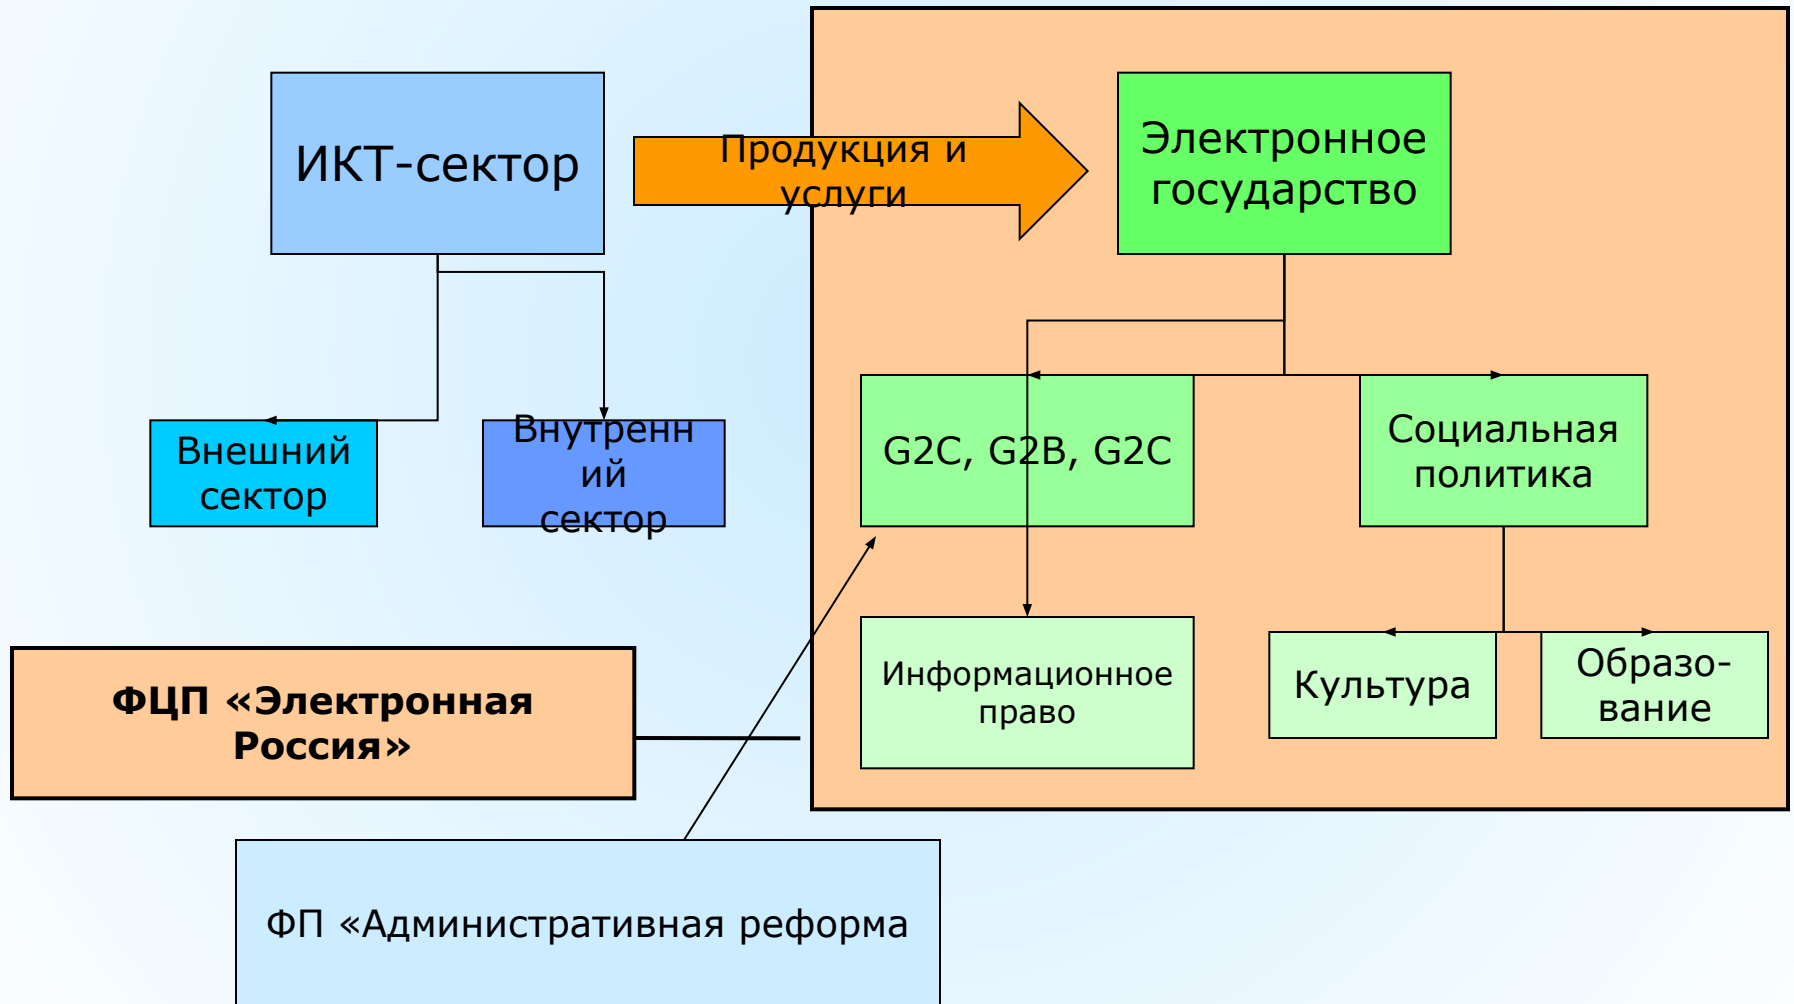 ИКТ-сектор
Продукция и
услуги
Электронное
государство
Внешний
сектор
Внутренн
ий
сектор
G2C, G2B, G2C
Социальная
политика
Информационное
право
Культура
Образо-
вание
ФЦП «Электронная
Россия»
ФП «Административная реформа